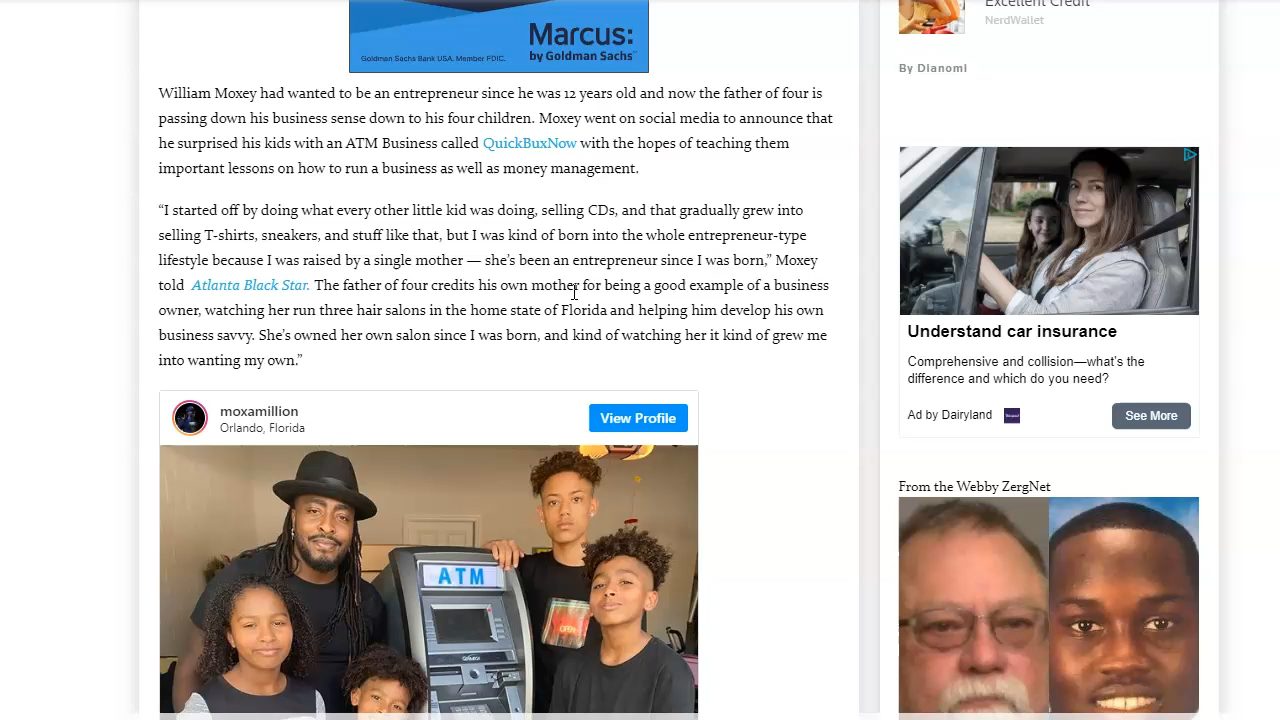 Marcus:
by Goldman Sachs
Goldman Sachs Bank USA. Member FDIC.
William Moxey had wanted to be an entrepreneur since he was 12 years old and now the father of four is
passing down his business sense down to his four children. Moxey went on social media to announce that
he surprised his kids with an ATM Business called QuickBuxNow with the hopes of teaching them
important lessons on how to run a business as well as money management.
“I started off by doing what every other little kid was doing, selling CDs, and that gradually grew into
selling T-shirts, sneakers, and stuff like that, but I was kind of born into the whole entrepreneur-type
lifestyle because I was raised by a single mother — she’s been an entrepreneur since I was born,” Moxey
told Atlanta Black Star. The father of four credits his own mother for being a good example of a business
owner, watching her run three hair salons in the home state of Florida and helping him develop his own
business savvy. She’s owned her own salon since I was born, and kind of watching her it kind of grew me
into wanting my own.”
moxamillion
Orlando, Florida
View Profile
ATM
OPEN
Excellent Credit
NerdWallet
By Dianomi
Understand car insurance
Comprehensive and collision—what's the
difference and which do you need?
Ad by Dairyland
See More
From the Webby ZergNet